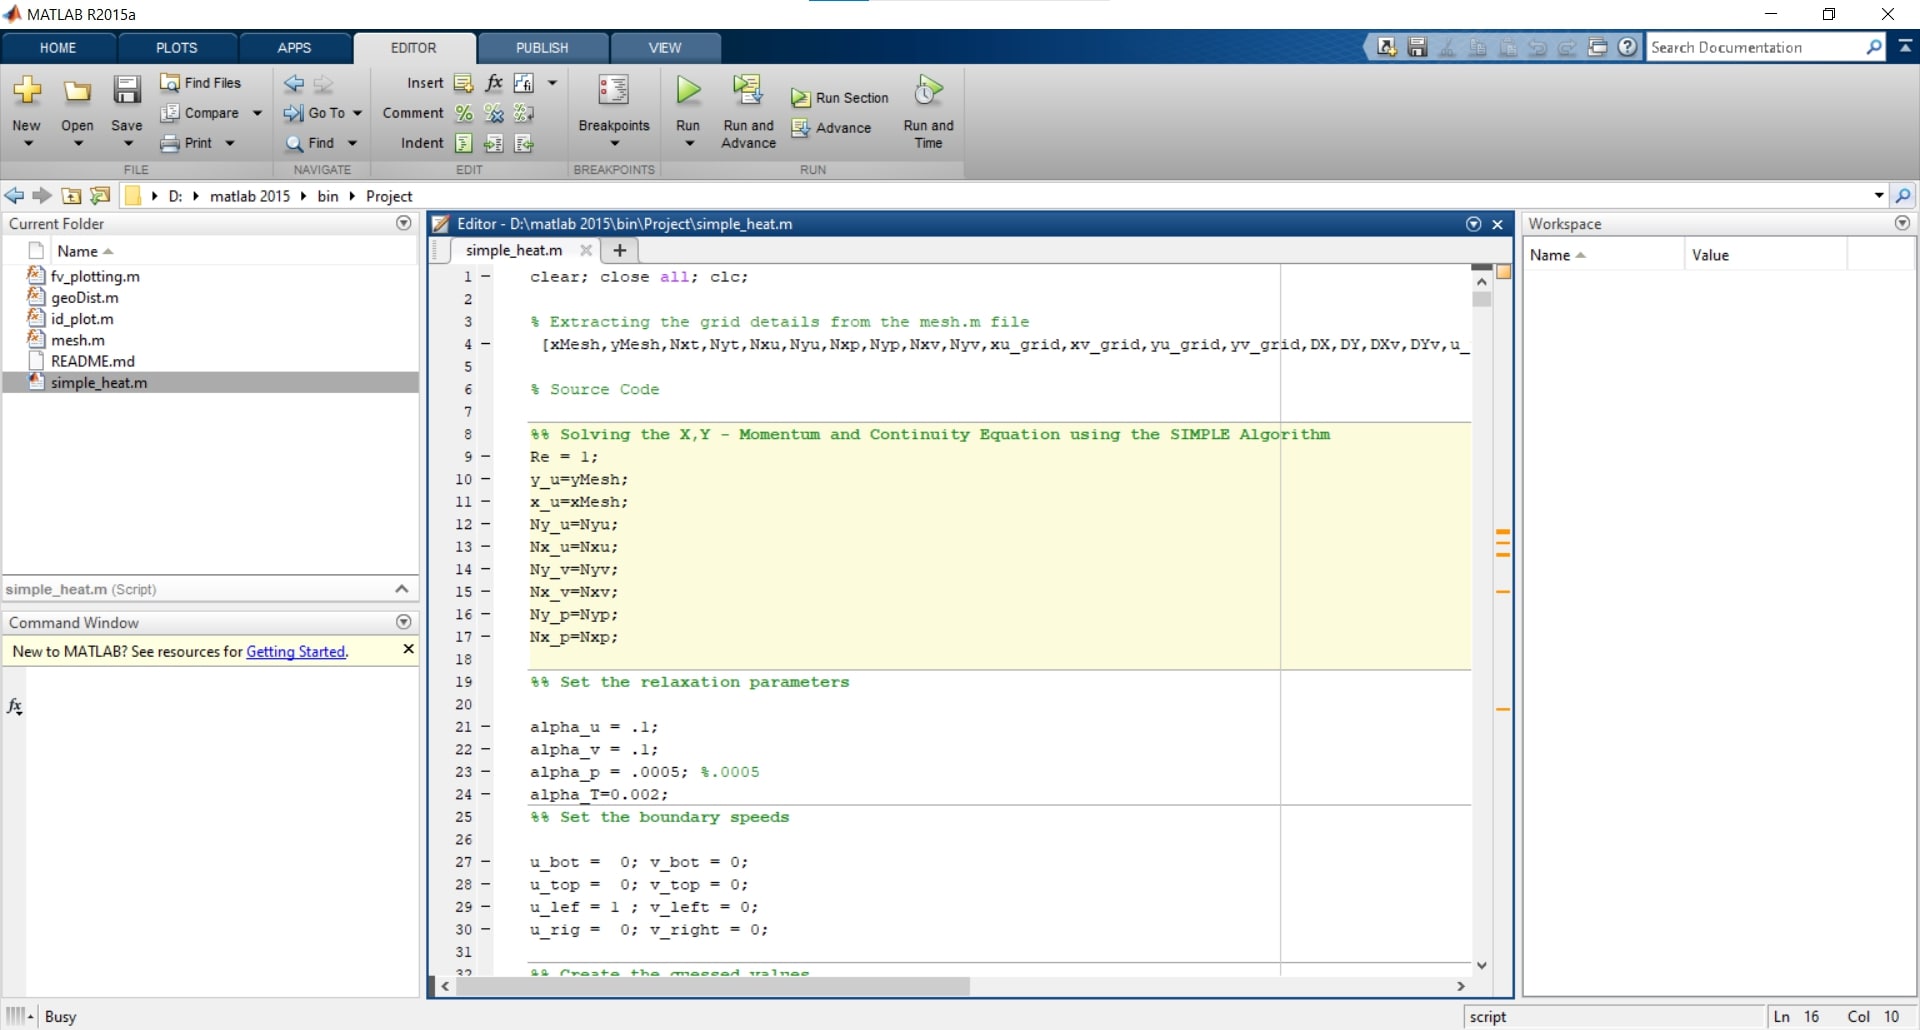 MATLAB R2015a
HOME PLOTS APPS EDITOR PUBLISH VIEW
Search Documentation
New Open Save Find Files Compare Print
FILE
Go To Find
NAVIGATE
Insert fx
Comment
Indent
EDIT
Breakpoints
BREAKPOINTS
Run Run and Advance Run Section Advance Run and Time
RUN
D: matlab 2015 bin Project
Current Folder
Name
fv_plotting.m
geoDist.m
id_plot.m
mesh.m
README.md
simple_heat.m
simple_heat.m (Script)
Command Window
New to MATLAB? See resources for Getting Started.
fx
Editor - D:\matlab 2015\bin\Project\simple_heat.m
simple_heat.m
1 clear; close all; clc;
2
3 % Extracting the grid details from the mesh.m file
4 [xMesh,yMesh,Nxt,Nyt,Nxu,Nyu,Nxp,Nyp,Nxv,Nyv,xu_grid,xv_grid,yu_grid,yv_grid,DX,DY,DXv,DYv,u_
5
6 % Source Code
7
8 %% Solving the X,Y - Momentum and Continuity Equation using the SIMPLE Algorithm
9 Re = 1;
10 y_u=yMesh;
11 x_u=xMesh;
12 Ny_u=Nyu;
13 Nx_u=Nxu;
14 Ny_v=Nyv;
15 Nx_v=Nxv;
16 Ny_p=Nyp;
17 Nx_p=Nxp;
18
19 %% Set the relaxation parameters
20
21 alpha_u = .1;
22 alpha_v = .1;
23 alpha_p = .0005; %.0005
24 alpha_T=0.002;
25 %% Set the boundary speeds
26
27 u_bot =  0; v_bot = 0;
28 u_top =  0; v_top = 0;
29 u_lef = 1 ; v_left = 0;
30 u_rig =  0; v_right = 0;
31
32 %% Create the guessed values
Workspace
Name Value
Busy
script
Ln 16 Col 10